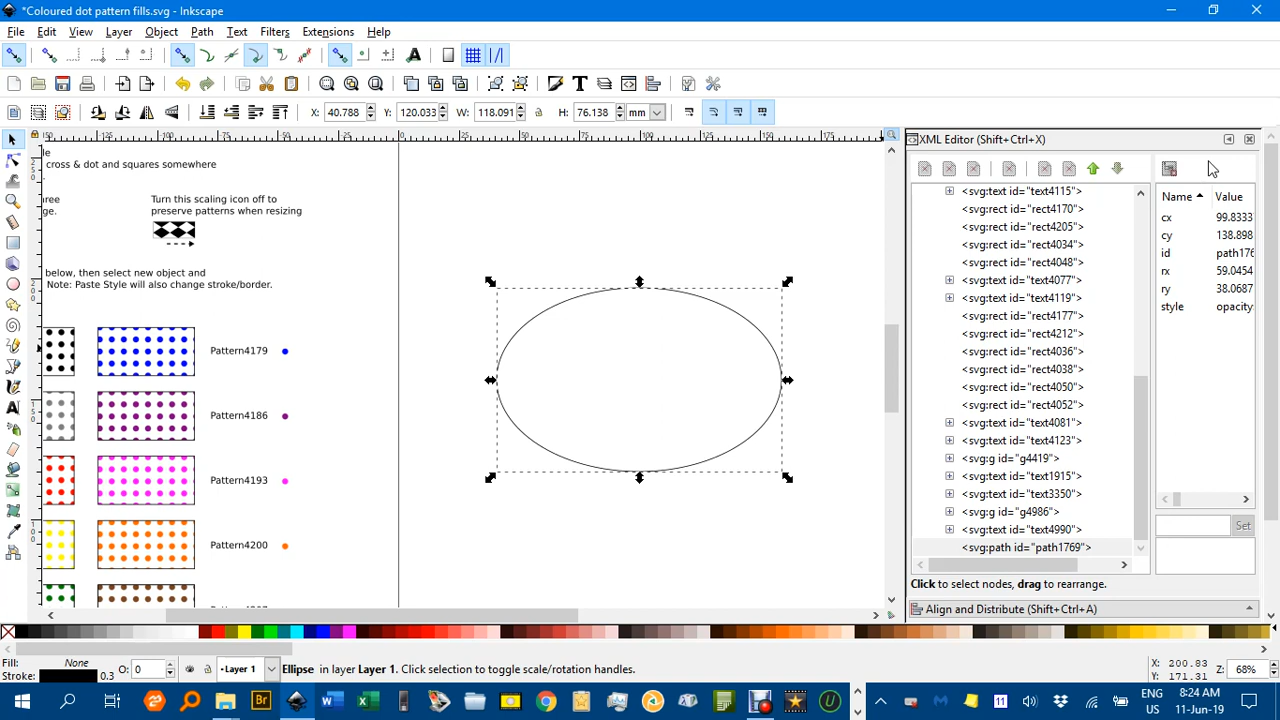 *Coloured dot pattern fills.svg - Inkscape
File Edit View Layer Object Path Text Filters Extensions Help
X: 40.788 Y: 120.033 W: 118.091 H: 76.138 mm
XML Editor (Shift+Ctrl+X)
Name Value
cx 99.8333
cy 138.898
id path176
rx 59.0454
ry 38.0687
style opacity
Set
<svg:text id="text4115">
<svg:rect id="rect4170">
<svg:rect id="rect4205">
<svg:rect id="rect4034">
<svg:rect id="rect4048">
<svg:text id="text4077">
<svg:text id="text4119">
<svg:rect id="rect4177">
<svg:rect id="rect4212">
<svg:rect id="rect4036">
<svg:rect id="rect4038">
<svg:rect id="rect4050">
<svg:rect id="rect4052">
<svg:text id="text4081">
<svg:text id="text4123">
<svg:g id="g4419">
<svg:text id="text1915">
<svg:text id="text3350">
<svg:g id="g4986">
<svg:text id="text4990">
<svg:path id="path1769">
Click to select nodes, drag to rearrange.
Align and Distribute (Shift+Ctrl+A)
le
cross & dot and squares somewhere
ree
ge.
Turn this scaling icon off to
preserve patterns when resizing
below, then select new object and
Note: Paste Style will also change stroke/border.
Pattern4179
Pattern4186
Pattern4193
Pattern4200
Fill: None
Stroke: 0.3
O: 0
Layer 1
Ellipse in layer Layer 1. Click selection to toggle scale/rotation handles.
X: 200.83
Y: 171.31
Z: 68%
ENG
US
8:24 AM
11-Jun-19